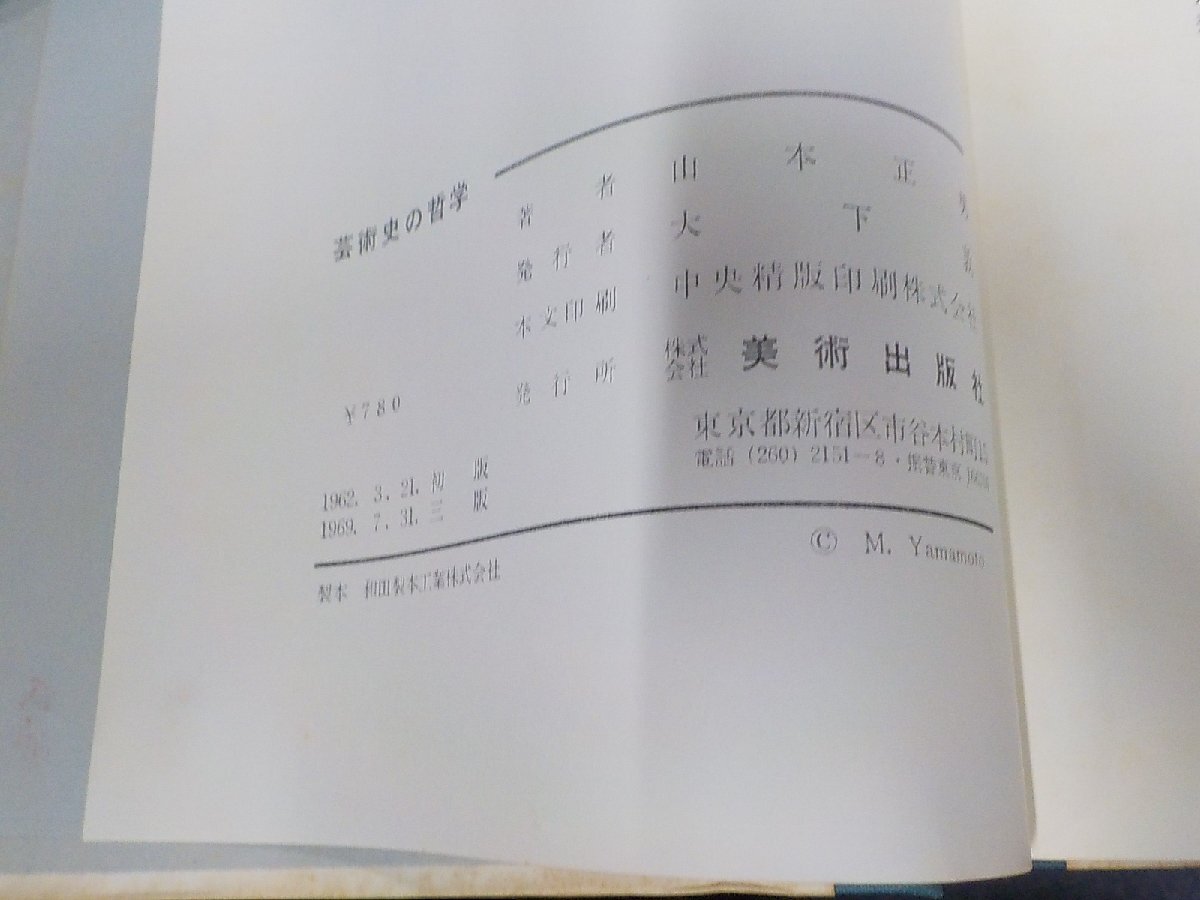 芸術史の哲学
著者 山本正
発行者 大下
本文印刷 中央精版印刷株式会社
発行所 株式会社 美術出版社
東京都新宿区市谷本村町
電話 (260) 2151-8・振替東京
¥780
1962. 3. 21. 初版
1969. 7. 31. 三版
© M. Yamamoto
製本 和田製本工業株式会社